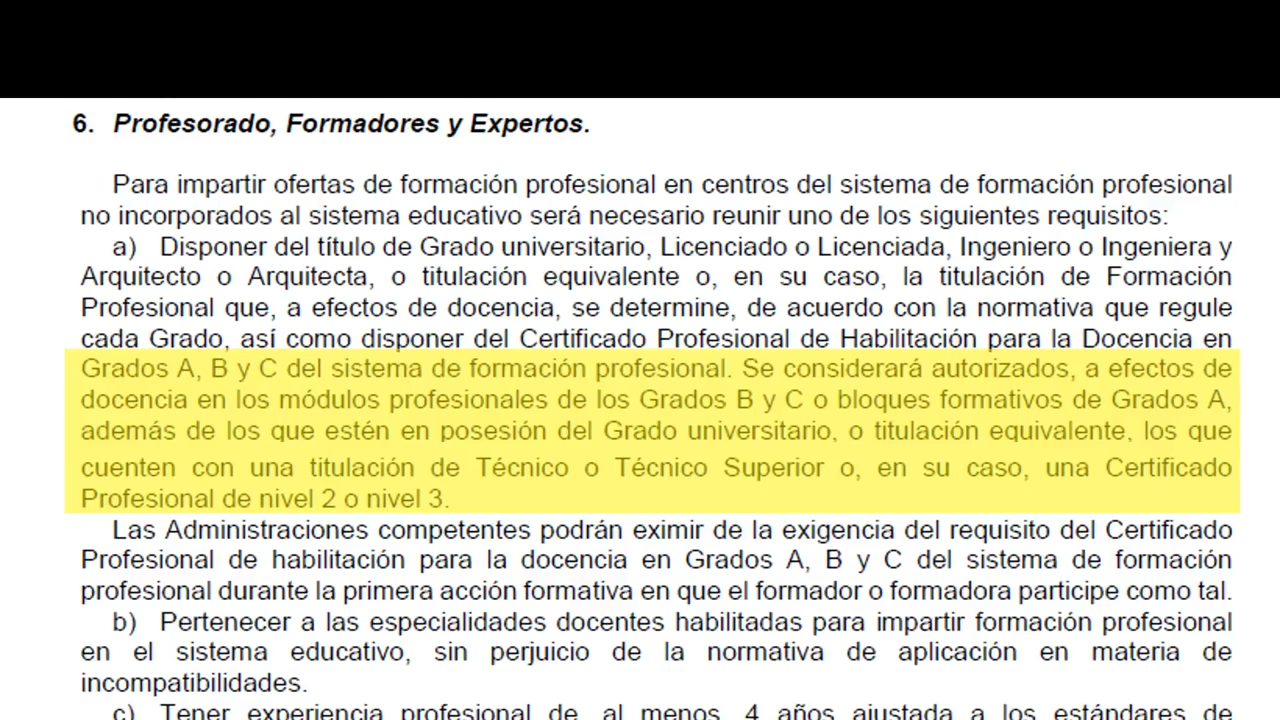 6. Profesorado, Formadores y Expertos.
Para impartir ofertas de formación profesional en centros del sistema de formación profesional
no incorporados al sistema educativo será necesario reunir uno de los siguientes requisitos:
a) Disponer del título de Grado universitario, Licenciado o Licenciada, Ingeniero o Ingeniera y
Arquitecto o Arquitecta, o titulación equivalente o, en su caso, la titulación de Formación
Profesional que, a efectos de docencia, se determine, de acuerdo con la normativa que regule
cada Grado, así como disponer del Certificado Profesional de Habilitación para la Docencia en
Grados A, B y C del sistema de formación profesional. Se considerará autorizados, a efectos de
docencia en los módulos profesionales de los Grados B y C o bloques formativos de Grados A,
además de los que estén en posesión del Grado universitario, o titulación equivalente, los que
cuenten con una titulación de Técnico o Técnico Superior o, en su caso, una Certificado
Profesional de nivel 2 o nivel 3.
Las Administraciones competentes podrán eximir de la exigencia del requisito del Certificado
Profesional de habilitación para la docencia en Grados A, B y C del sistema de formación
profesional durante la primera acción formativa en que el formador o formadora participe como tal.
b) Pertenecer a las especialidades docentes habilitadas para impartir formación profesional
en el sistema educativo, sin perjuicio de la normativa de aplicación en materia de
incompatibilidades.
c) Tener experiencia profesional de, al menos, 4 años ajustada a los estándares de